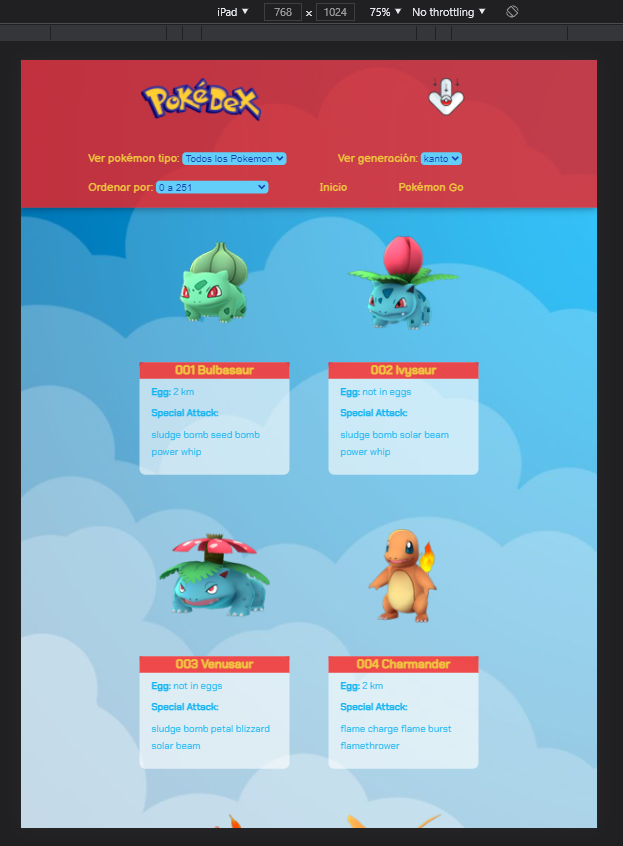 iPad ▼ 768 x 1024 75% ▼ No throttling ▼
PoKéDeX
Ver pokémon tipo: Todos los Pokemon Ver generación: kanto
Ordenar por: 0 a 251 Inicio Pokémon Go
001 Bulbasaur
Egg: 2 km
Special Attack:
sludge bomb seed bomb
power whip
002 Ivysaur
Egg: not in eggs
Special Attack:
sludge bomb solar beam
power whip
003 Venusaur
Egg: not in eggs
Special Attack:
sludge bomb petal blizzard
solar beam
004 Charmander
Egg: 2 km
Special Attack:
flame charge flame burst
flamethrower